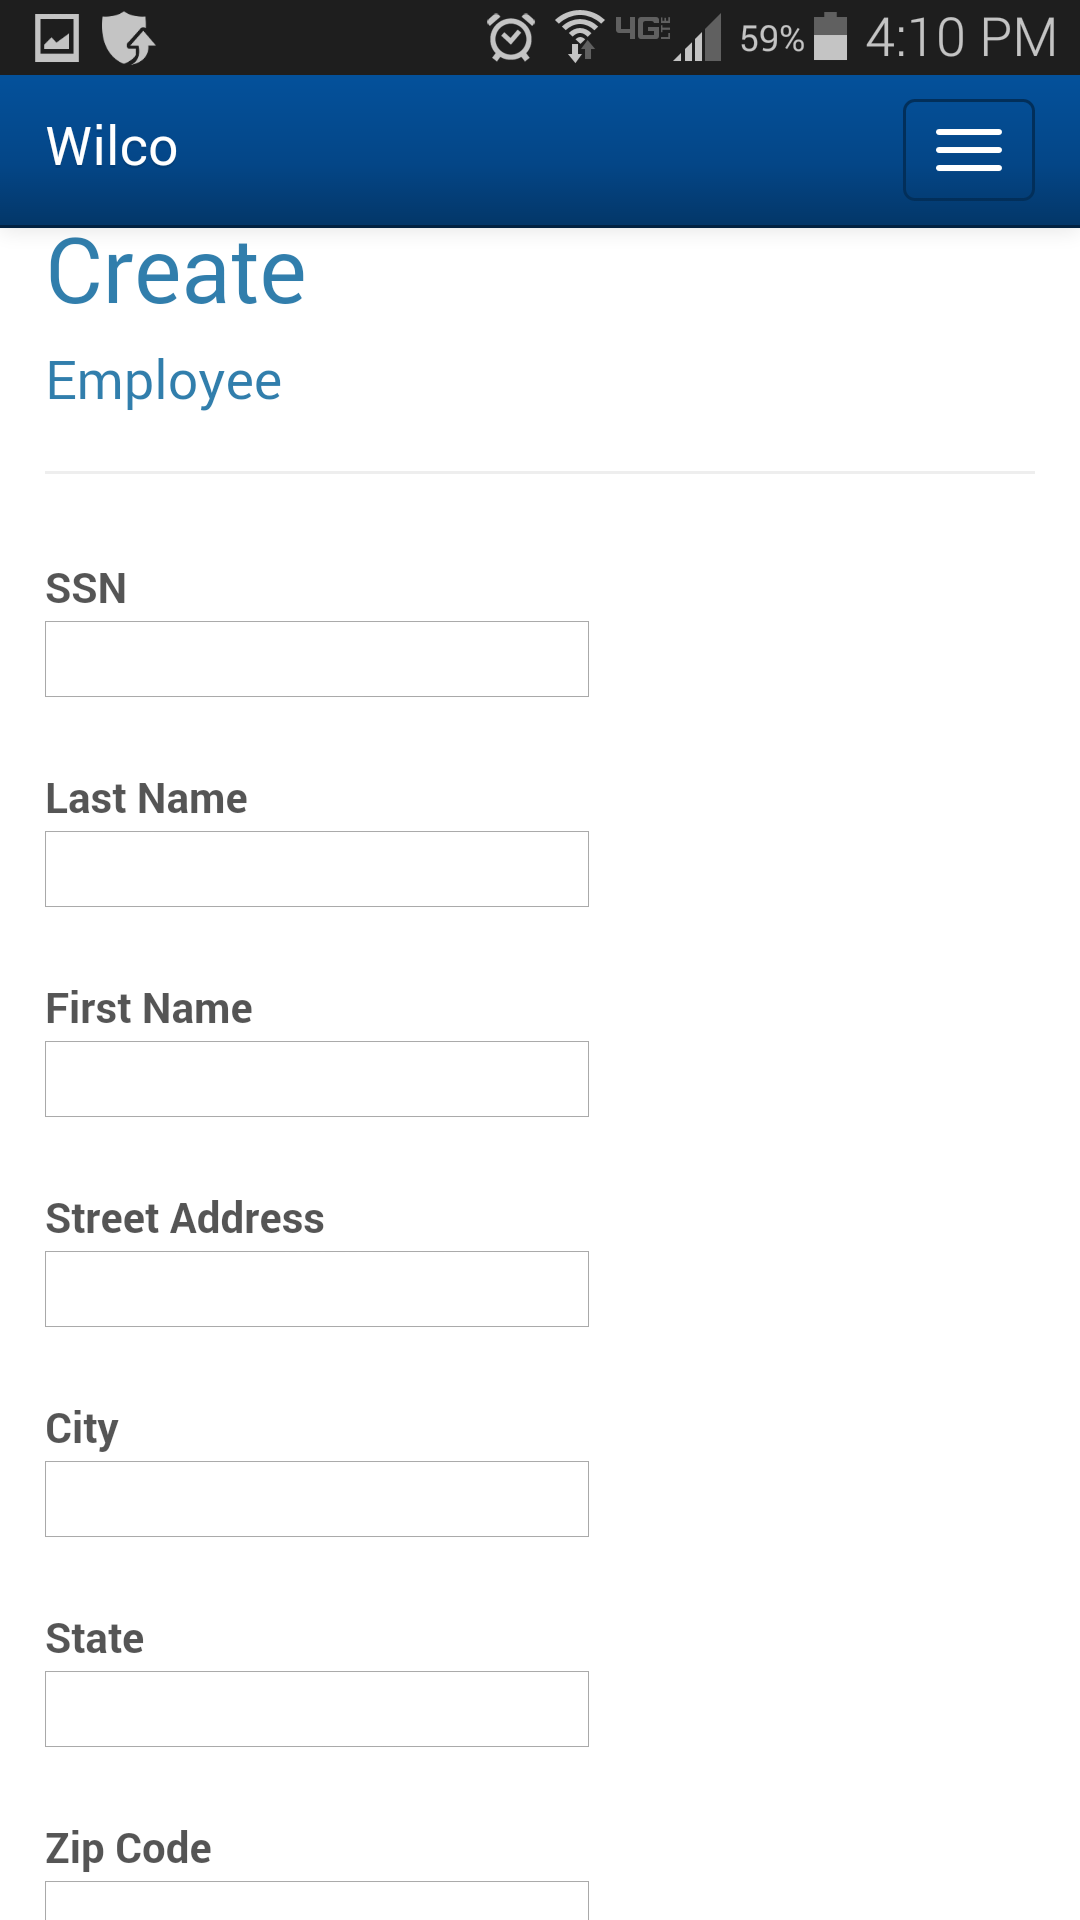 4G LTE 59% 4:10 PM
Wilco
Create
Employee
SSN
Last Name
First Name
Street Address
City
State
Zip Code